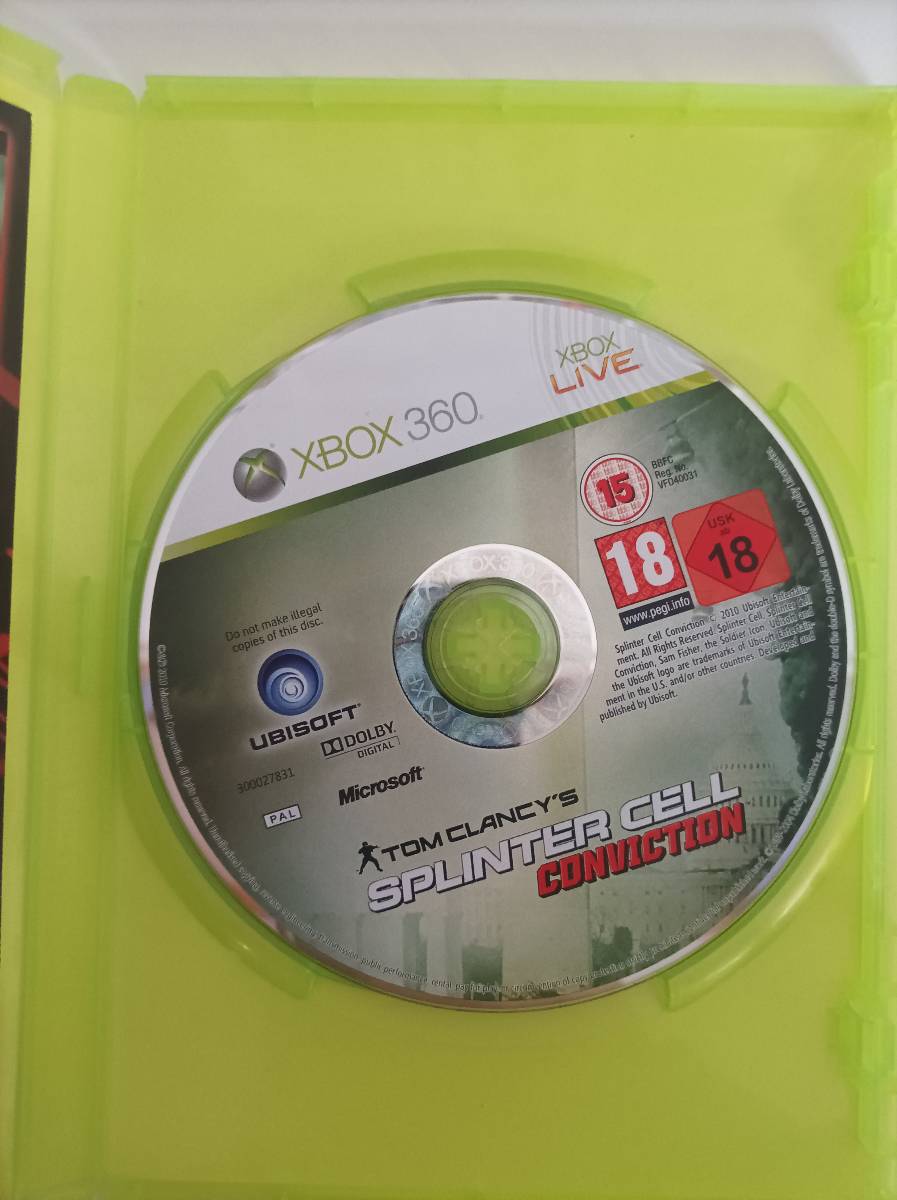 XBOX
LIVE
XBOX 360
15
BBFC
Reg. No.
VFD40031
18
www.pegi.info
USK
ab
18
Do not make illegal
copies of this disc.
UBISOFT
DOLBY
DIGITAL
300027831
Microsoft
PAL
Splinter Cell Conviction © 2010 Ubisoft Entertain-
ment. All Rights Reserved. Splinter Cell, Splinter Cell
Conviction, Sam Fisher, the Soldier Icon, Ubisoft and
the Ubisoft logo are trademarks of Ubisoft Entertain-
ment in the U.S. and/or other countries. Developed and
published by Ubisoft.
TOM CLANCY'S
SPLINTER CELL
CONVICTION
XBOX 360